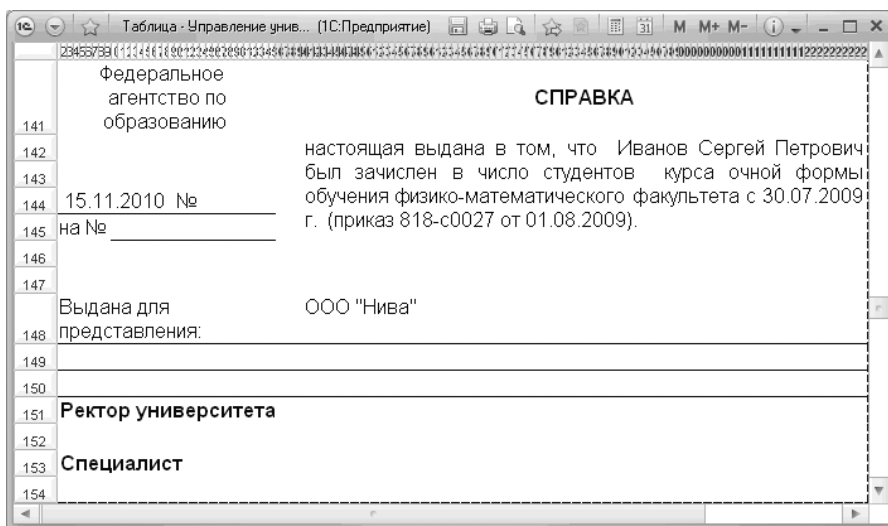 Таблица - Управление унив... (1С:Предприятие)
M M+ M-
Федеральное
агентство по
образованию
СПРАВКА
141
142 настоящая выдана в том, что Иванов Сергей Петрович
143 был зачислен в число студентов курса очной формы
144 15.11.2010 № обучения физико-математического факультета с 30.07.2009
145 на № г. (приказ 818-с0027 от 01.08.2009).
146
147
Выдана для ООО "Нива"
148 представления:
149
150
151 Ректор университета
152
153 Специалист
154